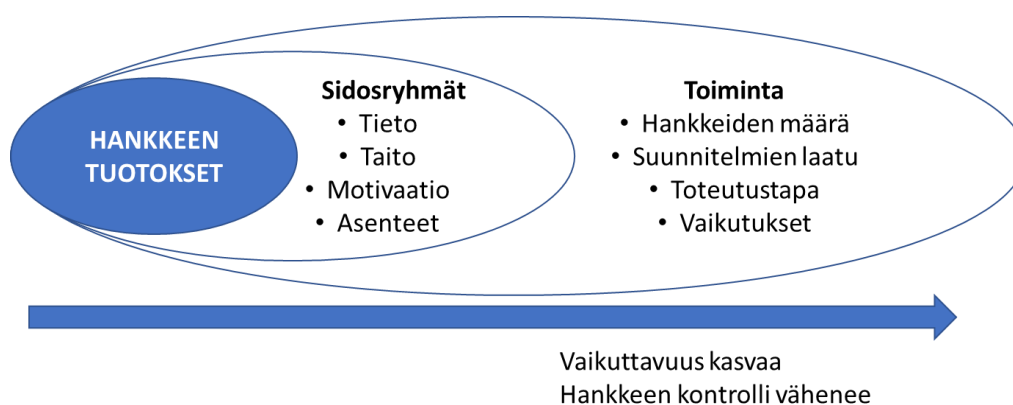 HANKKEEN
TUOTOKSET
Sidosryhmät
• Tieto
• Taito
• Motivaatio
• Asenteet
Toiminta
• Hankkeiden määrä
• Suunnitelmien laatu
• Toteutustapa
• Vaikutukset
Vaikuttavuus kasvaa
Hankkeen kontrolli vähenee